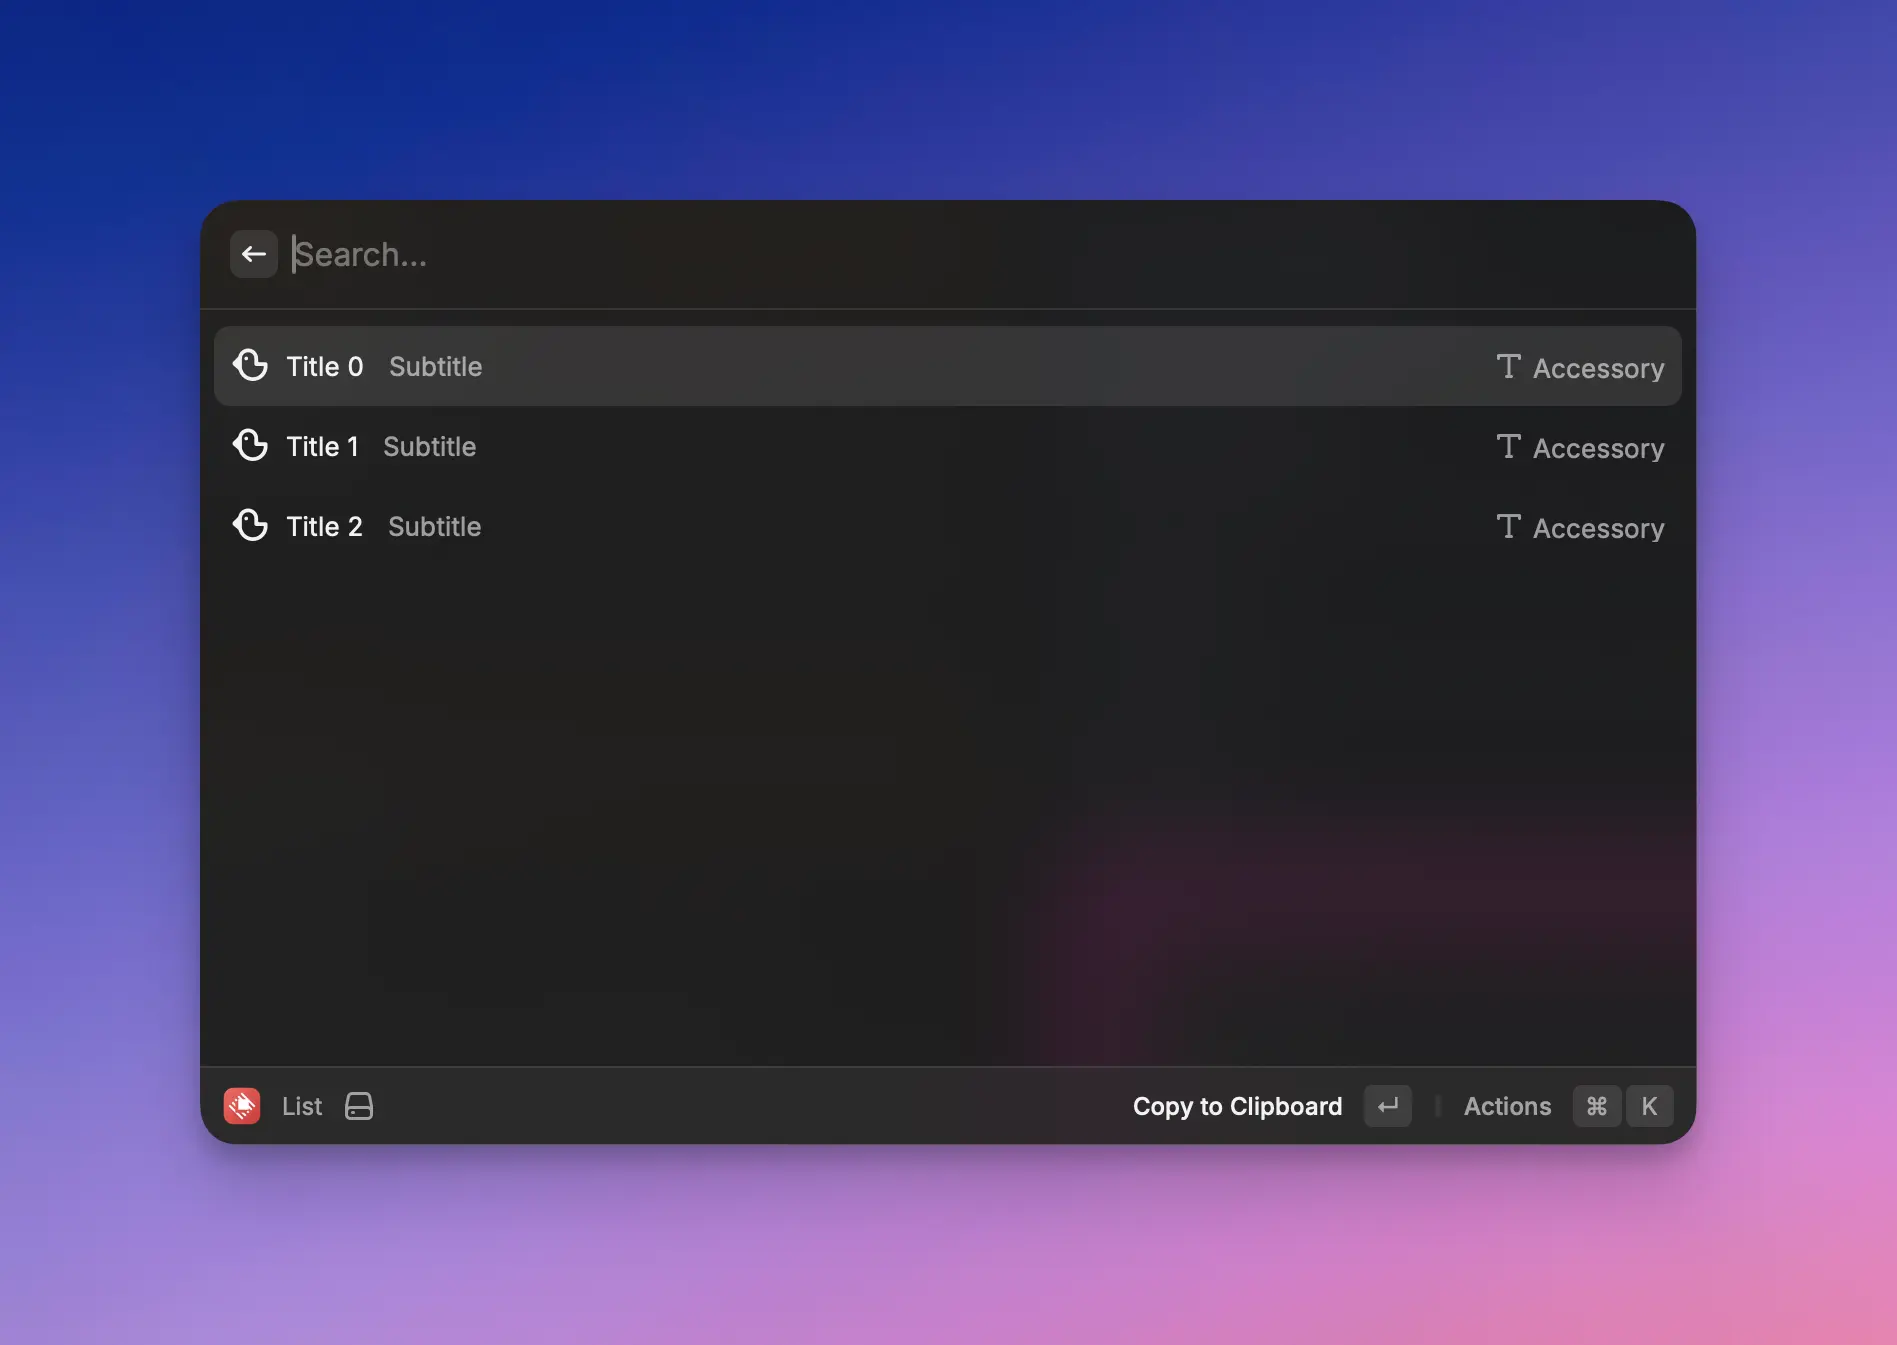 Search...
Title 0 Subtitle Accessory
Title 1 Subtitle Accessory
Title 2 Subtitle Accessory
List Copy to Clipboard ↵ Actions ⌘ K